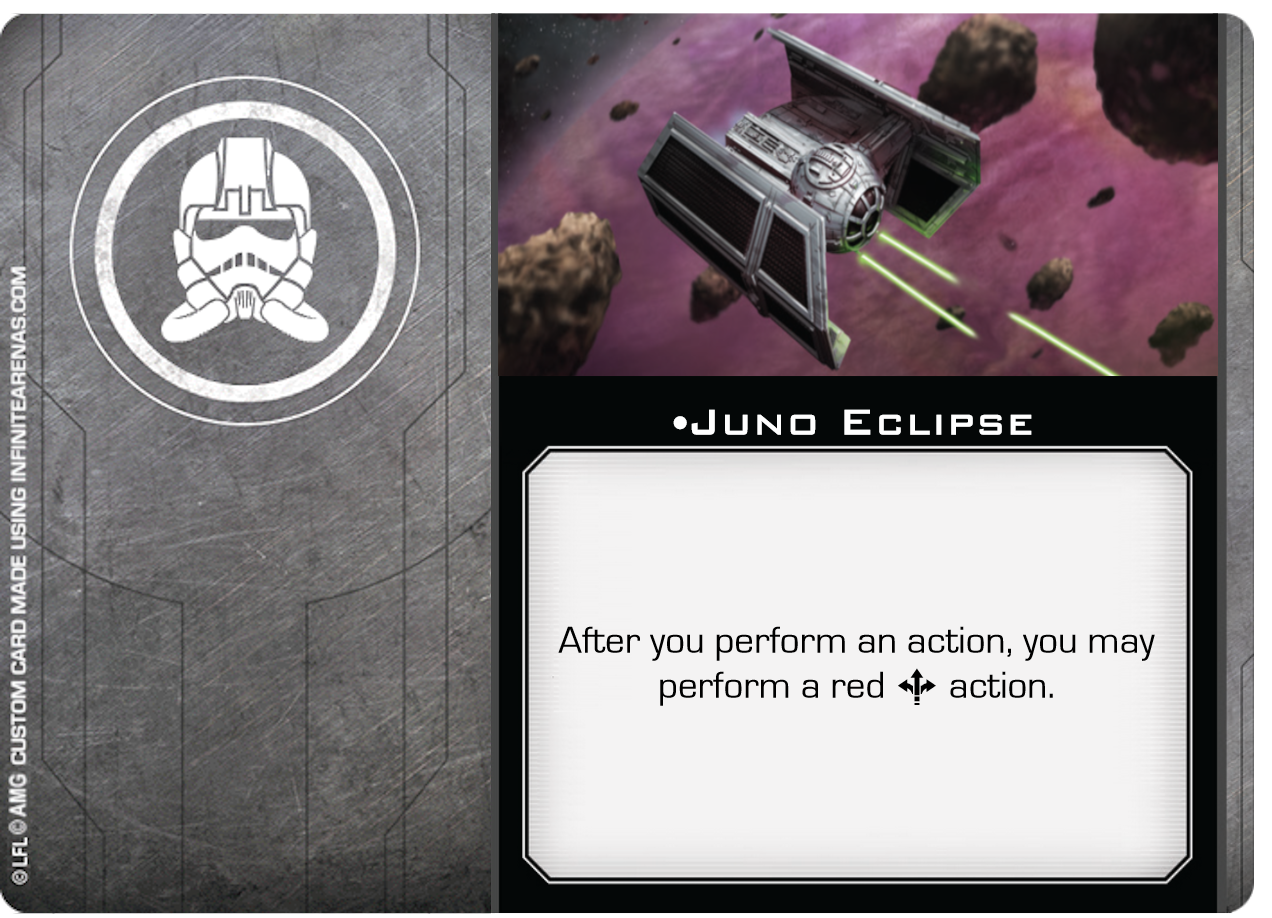 •Juno Eclipse
After you perform an action, you may
perform a red action.
©LFL ©AMG CUSTOM CARD MADE USING INFINITEARENAS.COM